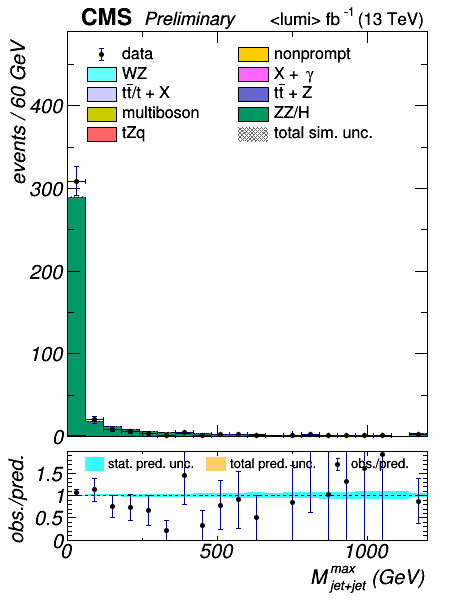 CMS Preliminary <lumi> fb⁻¹ (13 TeV)
events / 60 GeV
400
300
200
100
0
data
WZ
tt̄/t + X
multiboson
tZq
nonprompt
X + γ
tt̄ + Z
ZZ/H
total sim. unc.
obs./pred.
1.5
1
0.5
0
stat. pred. unc. total pred. unc. obs./pred.
0 500 1000
M^max_jet+jet (GeV)